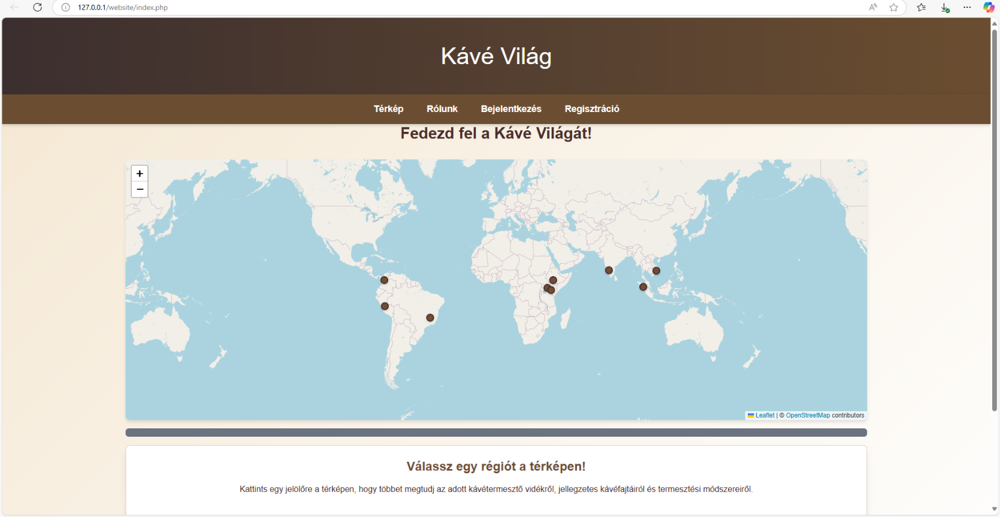 127.0.0.1/website/index.php
Kávé Világ
Térkép Rólunk Bejelentkezés Regisztráció
Fedezd fel a Kávé Világát!
+
−
Leaflet | © OpenStreetMap contributors
Válassz egy régiót a térképen!
Kattints egy jelölőre a térképen, hogy többet megtudj az adott kávétermesztő vidékről, jellegzetes kávéfajtáiról és termesztési módszereiről.